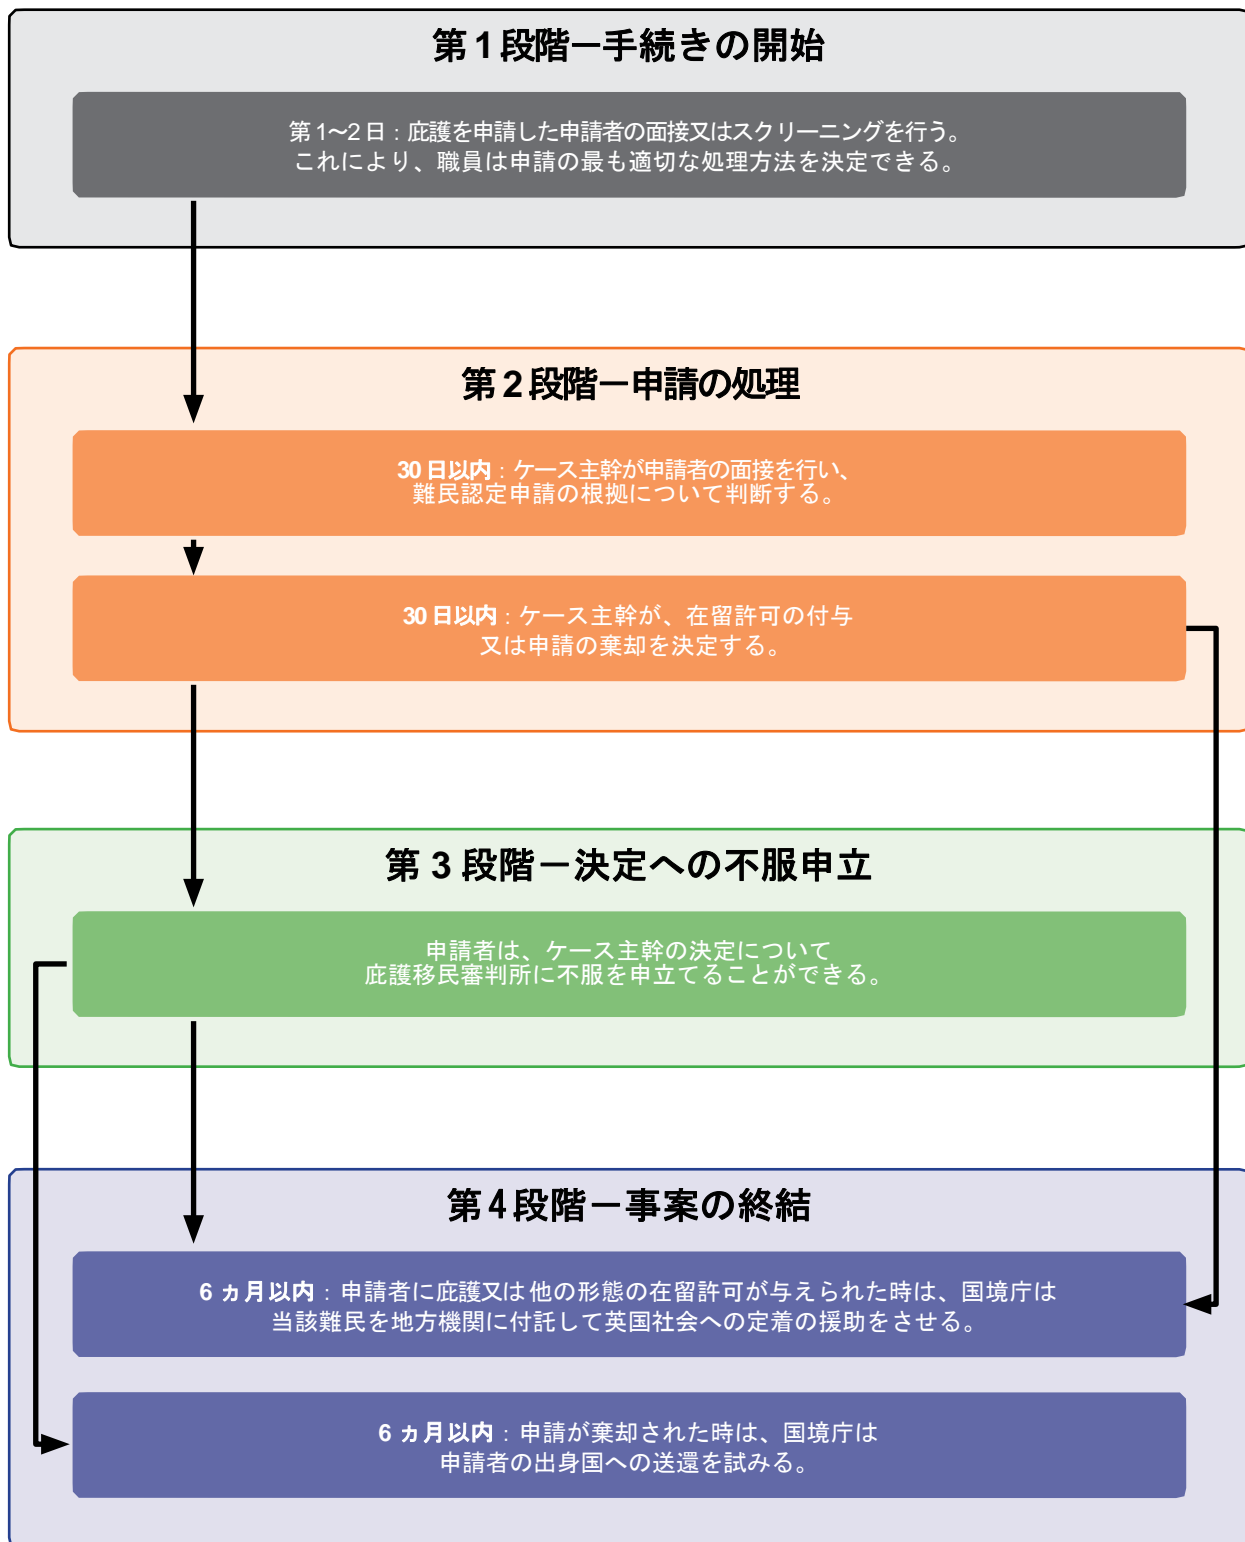 第1段階－手続きの開始
第1～2日：庇護を申請した申請者の面接又はスクリーニングを行う。
これにより、職員は申請の最も適切な処理方法を決定できる。
第2段階－申請の処理
30日以内：ケース主幹が申請者の面接を行い、
難民認定申請の根拠について判断する。
30日以内：ケース主幹が、在留許可の付与
又は申請の棄却を決定する。
第3段階－決定への不服申立
申請者は、ケース主幹の決定について
庇護移民審判所に不服を申立てることができる。
第4段階－事案の終結
6ヵ月以内：申請者に庇護又は他の形態の在留許可が与えられた時は、国境庁は
当該難民を地方機関に付託して英国社会への定着の援助をさせる。
6ヵ月以内：申請が棄却された時は、国境庁は
申請者の出身国への送還を試みる。